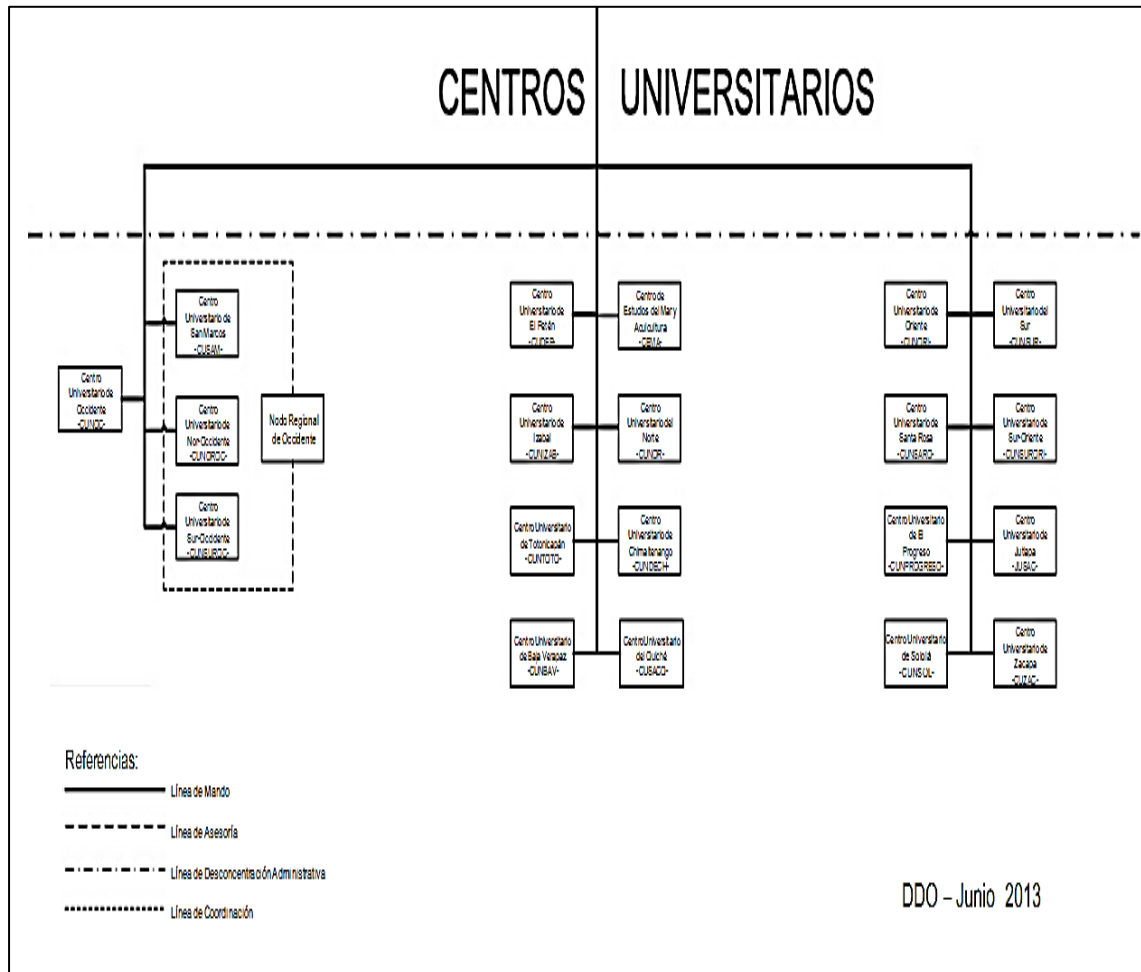 CENTROS UNIVERSITARIOS
Centro
Universitario de
San Marcos
-CUSAM-
Centro
Universitario de
Occidente
-CUNOC-
Centro
Universitario de
Nor-Occidente
-CUNOROC-
Nodo Regional
de Occidente
Centro
Universitario de
Sur-Occidente
-CUNSUROC-
Centro
Universitario de
El Petén
-CUDEP-
Centro de
Estudios del Mar y
Acuicultura
-CEMA-
Centro
Universitario de
Izabal
-CUNIZAB-
Centro
Universitario del
Norte
-CUNOR-
Centro Universitario
de Totonicapán
-CUNTOTO-
Centro
Universitario de
Chimaltenango
-CUNDECH-
Centro Universitario
de Baja Verapaz
-CUNBAV-
Centro Universitario
del Quiché
-CUSACQ-
Centro
Universitario de
Oriente
-CUNORI-
Centro
Universitario del
Sur
-CUNSUR-
Centro
Universitario de
Santa Rosa
-CUNSARO-
Centro
Universitario de
Sur-Oriente
-CUNSURORI-
Centro Universitario
de El
Progreso
-CUNPROGRESO-
Centro
Universitario de
Jutiapa
-JUSAC-
Centro Universitario
de Sololá
-CUNSOL-
Centro
Universitario de
Zacapa
-CUZAC-
Referencias:
Línea de Mando
Línea de Asesoría
Línea de Desconcentración Administrativa
Línea de Coordinación
DDO – Junio 2013